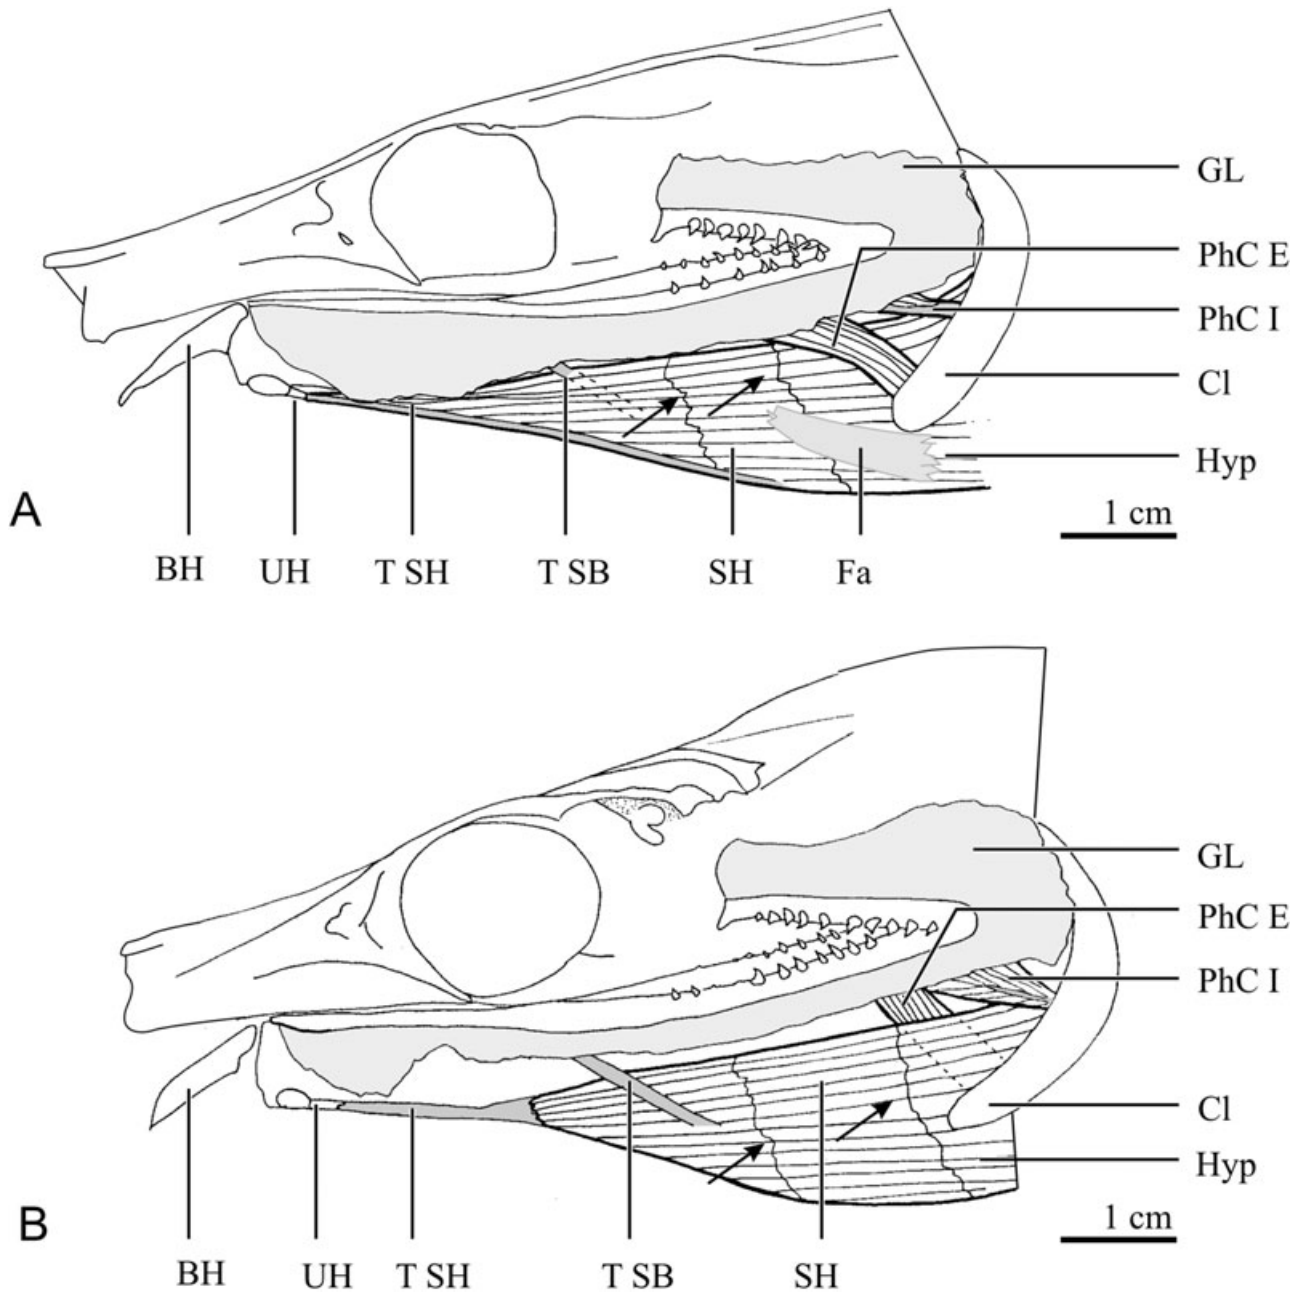 GL
PhC E
PhC I
Cl
Hyp
A
1 cm
BH UH T SH T SB SH Fa
GL
PhC E
PhC I
Cl
Hyp
B
1 cm
BH UH T SH T SB SH